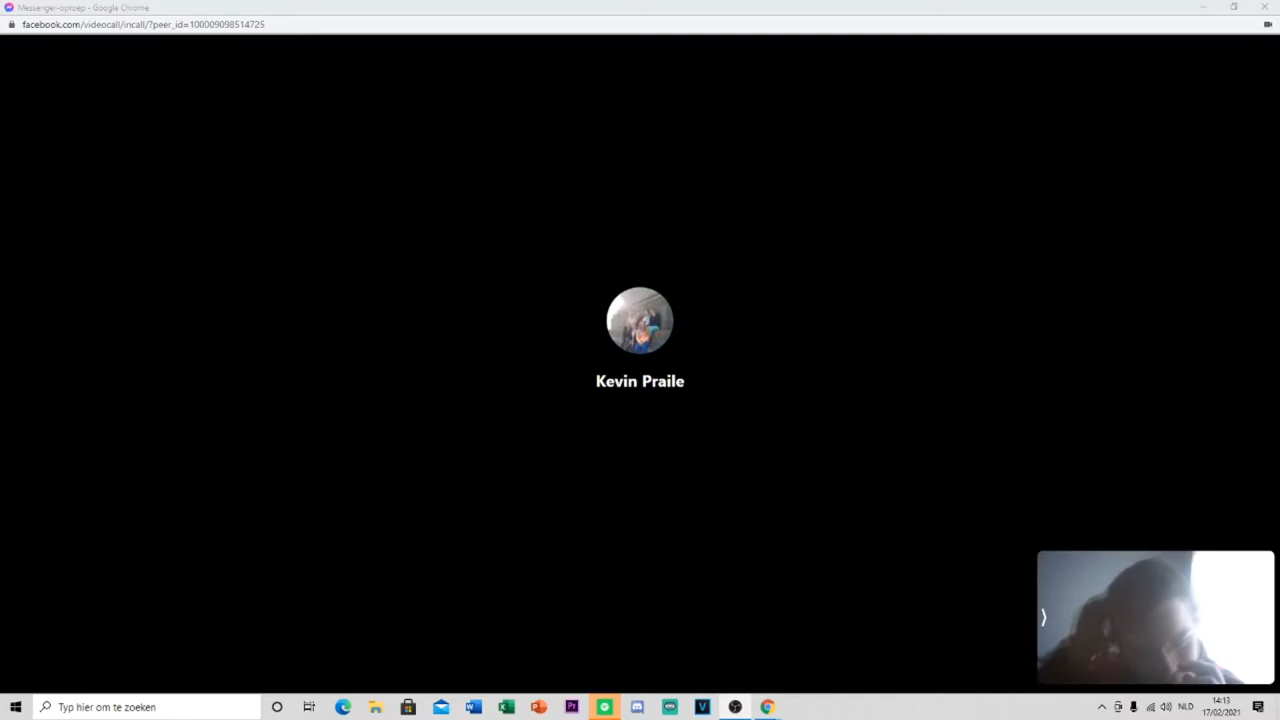 Messenger-oproep - Google Chrome
facebook.com/videocall/incall/?peer_id=100009098514725
Kevin Praile
Typ hier om te zoeken
Pr
V
NLD
14:13
17/02/2021